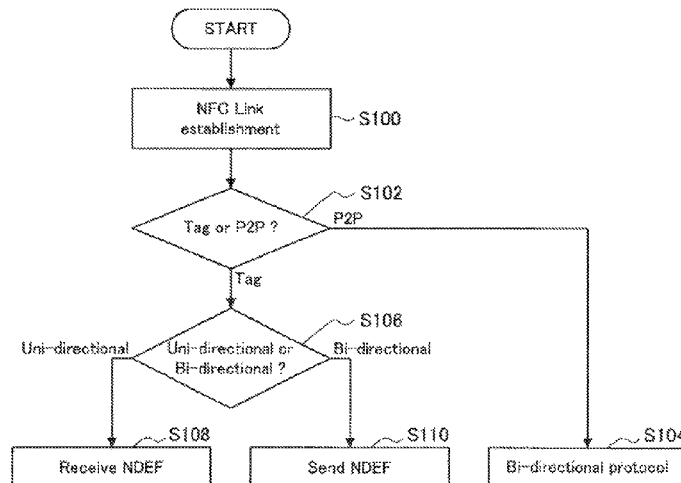 START
NFC Link
establishment
S100
S102
Tag or P2P ?
P2P
Tag
S106
Uni-directional
Uni-directional or
Bi-directional ?
Bi-directional
S108
S110
S104
Receive NDEF
Send NDEF
Bi-directional protocol